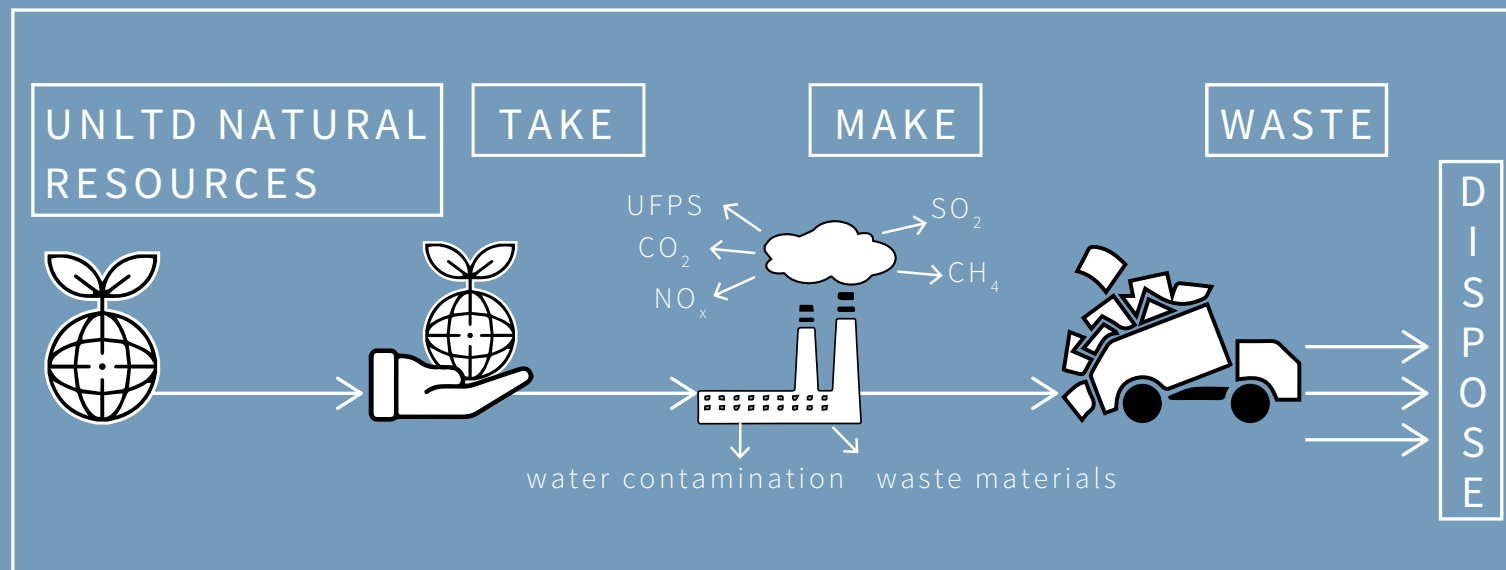 UNLTD NATURAL
RESOURCES
TAKE
MAKE
WASTE
UFPS
CO₂
NOₓ
SO₂
CH₄
water contamination
waste materials
DISPOSE